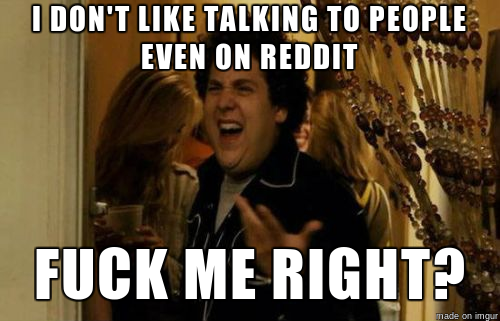 I DON'T LIKE TALKING TO PEOPLE
EVEN ON REDDIT
FUCK ME RIGHT?
made on imgur